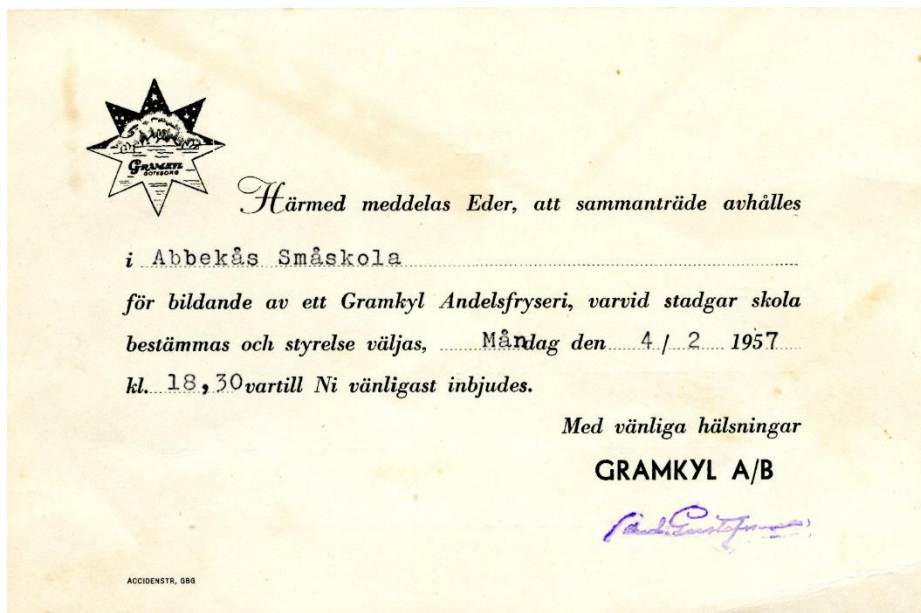 GRAMKYL
GÖTEBORG
Härmed meddelas Eder, att sammanträde avhålles
i Abbekås Småskola
för bildande av ett Gramkyl Andelsfryseri, varvid stadgar skola
bestämmas och styrelse väljas, Måndag den 4/2 1957
kl. 18,30 vartill Ni vänligast inbjudes.
Med vänliga hälsningar
GRAMKYL A/B
ACCIDENSTR, GBG